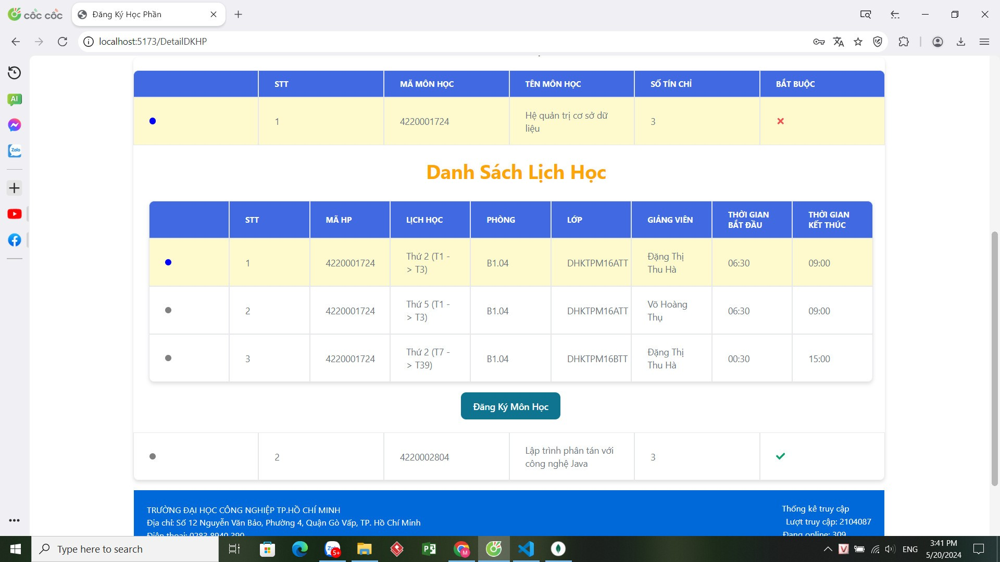 cốc cốc
Đăng Ký Học Phần
localhost:5173/DetailDKHP
AI
Zalo
STT MÃ MÔN HỌC TÊN MÔN HỌC SỐ TÍN CHỈ BẮT BUỘC
1 4220001724 Hệ quản trị cơ sở dữ
liệu 3
Danh Sách Lịch Học
STT MÃ HP LỊCH HỌC PHÒNG LỚP GIẢNG VIÊN THỜI GIAN
BẮT ĐẦU THỜI GIAN
KẾT THÚC
1 4220001724 Thứ 2 (T1 -
> T3) B1.04 DHKTPM16ATT Đặng Thị
Thu Hà 06:30 09:00
2 4220001724 Thứ 5 (T1 -
> T3) B1.04 DHKTPM16ATT Võ Hoàng
Thụ 06:30 09:00
3 4220001724 Thứ 2 (T7 -
> T39) B1.04 DHKTPM16BTT Đặng Thị
Thu Hà 00:30 15:00
Đăng Ký Môn Học
2 4220002804 Lập trình phân tán với
công nghệ Java 3
TRƯỜNG ĐẠI HỌC CÔNG NGHIỆP TP.HỒ CHÍ MINH
Địa chỉ: Số 12 Nguyễn Văn Bảo, Phường 4, Quận Gò Vấp, TP. Hồ Chí Minh
Điện thoại: 0283 8940 390
Thống kê truy cập
Lượt truy cập: 2104087
Đang online: 309
Type here to search
5+
M
V
ENG
3:41 PM
5/20/2024